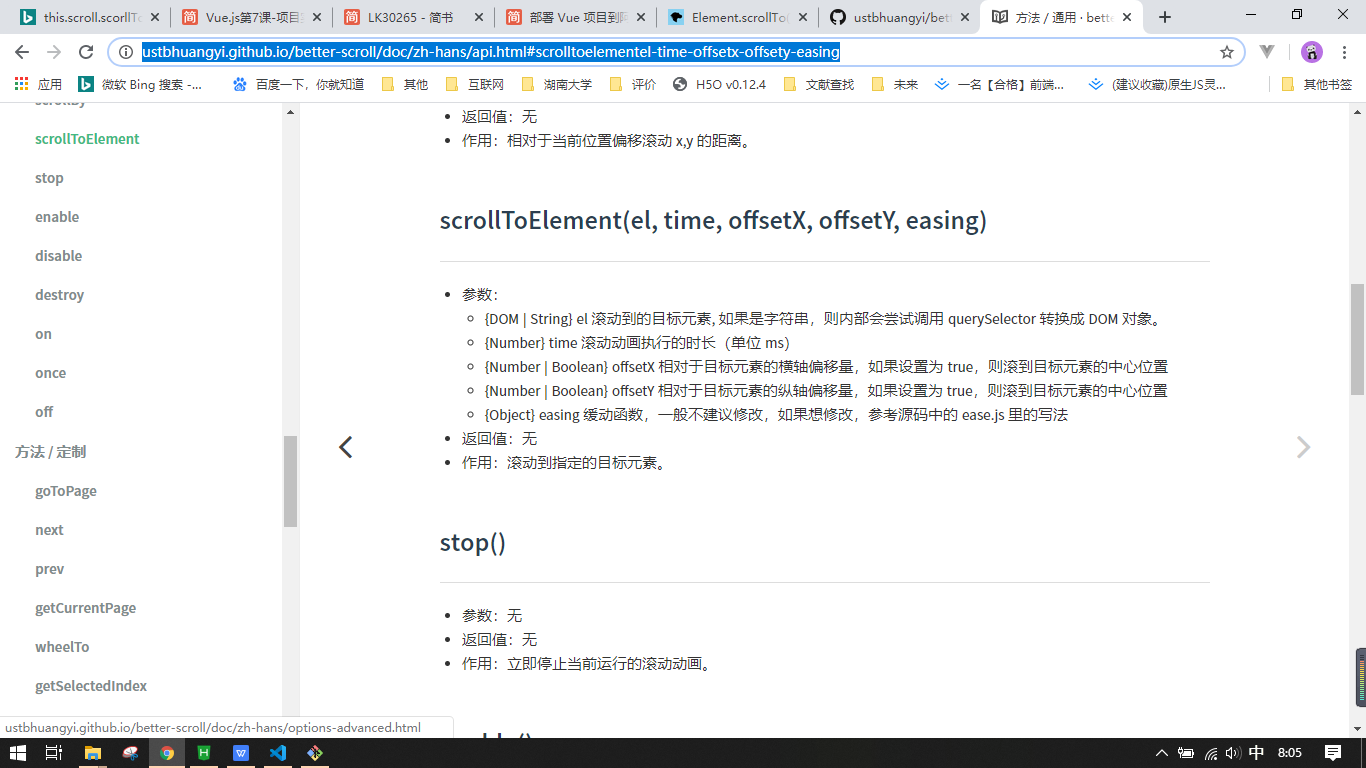 this.scroll.scorllTo
Vue.js第7课-项目
LK30265 - 简书
部署 Vue 项目到
Element.scrollTo
ustbhuangyi/bet
方法 / 通用 · bette
ustbhuangyi.github.io/better-scroll/doc/zh-hans/api.html#scrolltoelementel-time-offsetx-offsety-easing
应用
微软 Bing 搜索 -...
百度一下，你就知道
其他
互联网
湖南大学
评价
H5O v0.12.4
文献查找
未来
一名【合格】前端...
(建议收藏)原生JS灵...
其他书签
scrollBy
scrollToElement
stop
enable
disable
destroy
on
once
off
方法 / 定制
goToPage
next
prev
getCurrentPage
wheelTo
getSelectedIndex
返回值：无
作用：相对于当前位置偏移滚动 x,y 的距离。
scrollToElement(el, time, offsetX, offsetY, easing)
参数：
{DOM | String} el 滚动到的目标元素, 如果是字符串，则内部会尝试调用 querySelector 转换成 DOM 对象。
{Number} time 滚动动画执行的时长（单位 ms）
{Number | Boolean} offsetX 相对于目标元素的横轴偏移量，如果设置为 true，则滚到目标元素的中心位置
{Number | Boolean} offsetY 相对于目标元素的纵轴偏移量，如果设置为 true，则滚到目标元素的中心位置
{Object} easing 缓动函数，一般不建议修改，如果想修改，参考源码中的 ease.js 里的写法
返回值：无
作用：滚动到指定的目标元素。
stop()
参数：无
返回值：无
作用：立即停止当前运行的滚动动画。
ustbhuangyi.github.io/better-scroll/doc/zh-hans/options-advanced.html
中
8:05